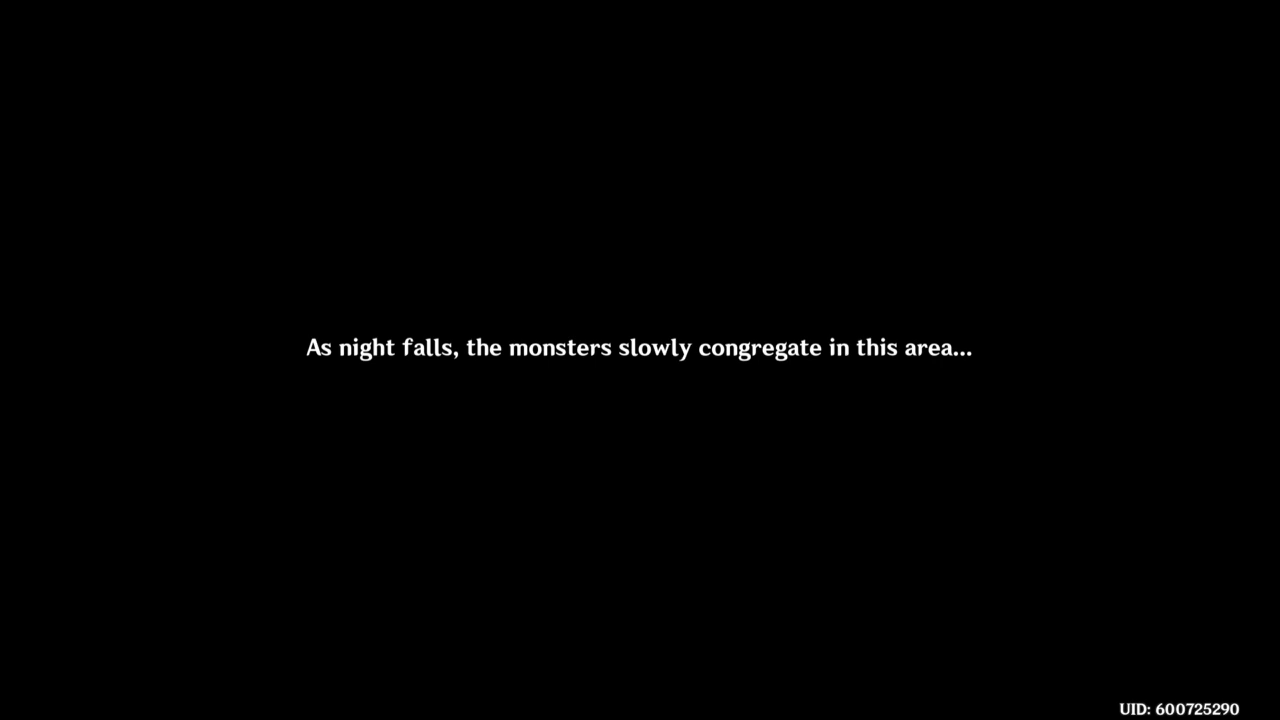 As night falls, the monsters slowly congregate in this area...
UID: 600725290